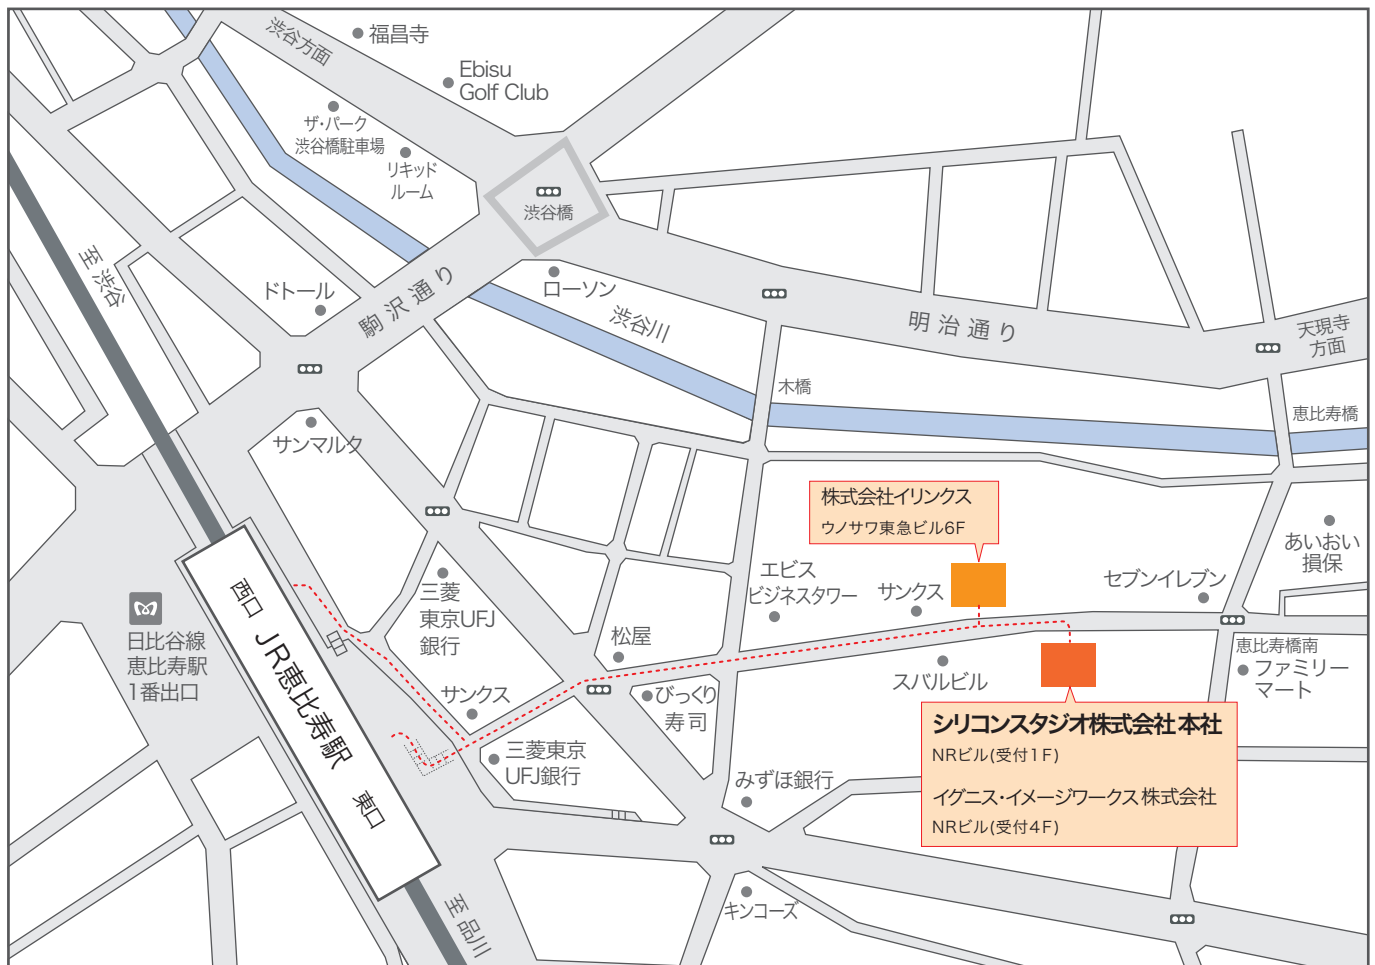 渋谷方面
福昌寺
Ebisu
Golf Club
ザ・パーク
渋谷橋駐車場
リキッド
ルーム
渋谷橋
至 渋谷
ドトール
駒沢通り
ローソン
渋谷川
明治通り
天現寺
方面
木橋
恵比寿橋
サンマルク
株式会社イリンクス
ウノサワ東急ビル6F
あいおい
損保
三菱
東京UFJ
銀行
エビス
ビジネスタワー
サンクス
セブンイレブン
西口 JR恵比寿駅 東口
日比谷線
恵比寿駅
1番出口
松屋
恵比寿橋南
ファミリー
マート
スバルビル
サンクス
びっくり
寿司
シリコンスタジオ株式会社 本社
NRビル(受付1F)
イグニス・イメージワークス 株式会社
NRビル(受付4F)
三菱東京
UFJ銀行
みずほ銀行
キンコーズ
至 品川